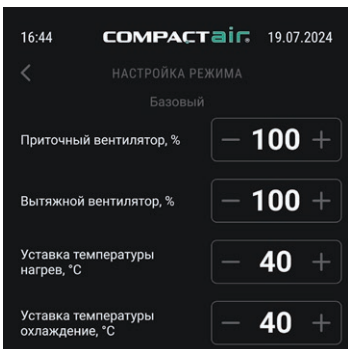 16:44 COMPACTair. 19.07.2024
НАСТРОЙКА РЕЖИМА
Базовый
Приточный вентилятор, % — 100 +
Вытяжной вентилятор, % — 100 +
Уставка температуры
нагрев, °C — 40 +
Уставка температуры
охлаждение, °C — 40 +